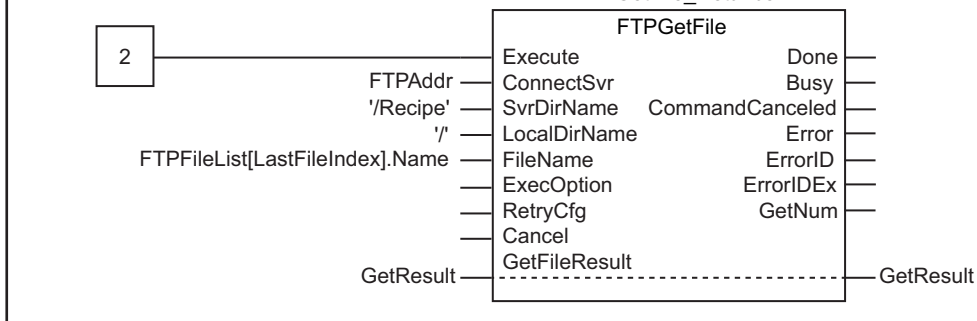 FTPGetFile
2 Execute Done
FTPAddr ConnectSvr Busy
'/Recipe' SvrDirName CommandCanceled
'/' LocalDirName Error
FTPFileList[LastFileIndex].Name FileName ErrorID
ExecOption ErrorIDEx
RetryCfg GetNum
Cancel
GetFileResult
GetResult GetResult